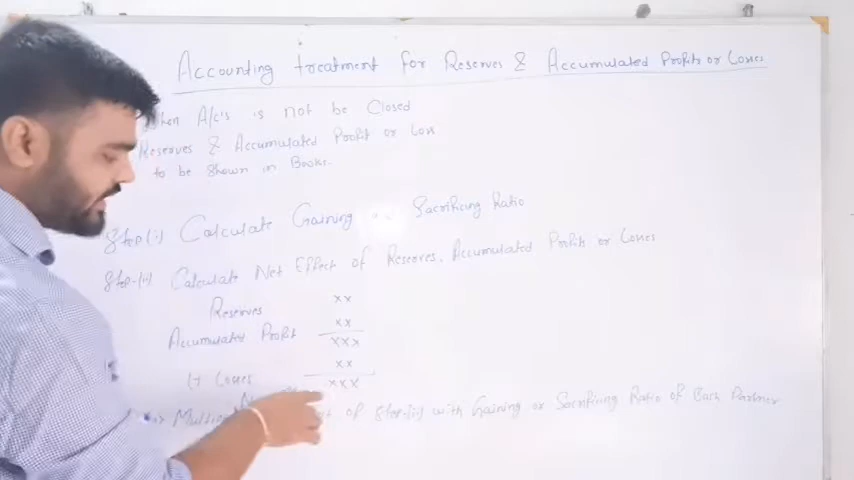 Accounting treatment for Reserves & Accumulated Profits or Losses
when A/c's is not be Closed
Reserves & Accumulated Profit or Loss
to be shown in Books.
Step(i) Calculate Gaining or Sacrificing Ratio
Step-(ii) Calculate Net Effect of Reserves, Accumulated Profits or Losses
Reserves xx
Accumulated Profit xx
xxx
(-) Losses xx
xxx
of Step-(ii) with Gaining or Sacrificing Ratio of Each Partner